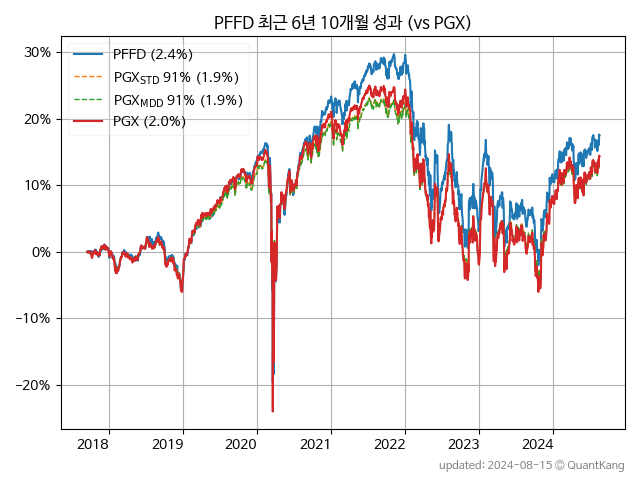 PFFD 최근 6년 10개월 성과 (vs PGX)
PFFD (2.4%)
PGX_STD 91% (1.9%)
PGX_MDD 91% (1.9%)
PGX (2.0%)
30%
20%
10%
0%
−10%
−20%
2018 2019 2020 2021 2022 2023 2024
updated: 2024-08-15 © QuantKang